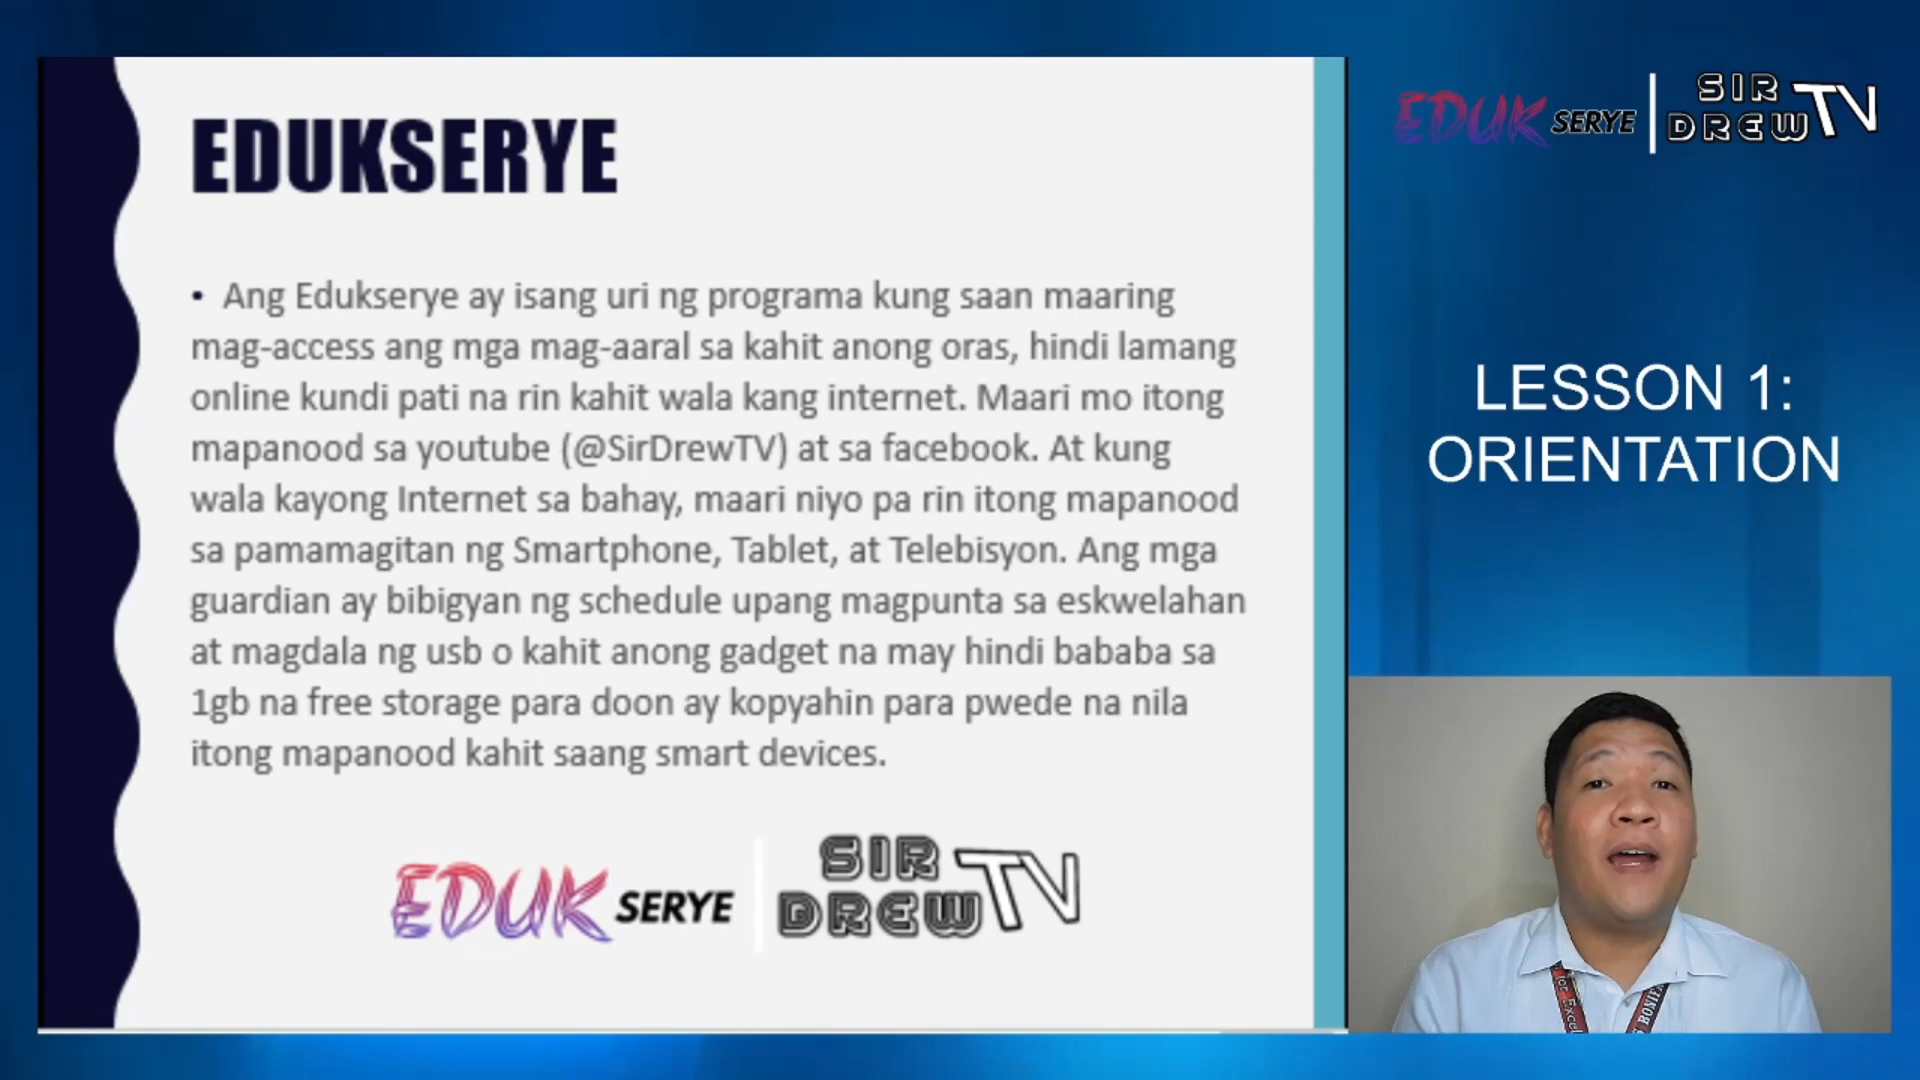 EDUKSERYE
• Ang Edukserye ay isang uri ng programa kung saan maaring
mag-access ang mga mag-aaral sa kahit anong oras, hindi lamang
online kundi pati na rin kahit wala kang internet. Maari mo itong
mapanood sa youtube (@SirDrewTV) at sa facebook. At kung
wala kayong Internet sa bahay, maari niyo pa rin itong mapanood
sa pamamagitan ng Smartphone, Tablet, at Telebisyon. Ang mga
guardian ay bibigyan ng schedule upang magpunta sa eskwelahan
at magdala ng usb o kahit anong gadget na may hindi bababa sa
1gb na free storage para doon ay kopyahin para pwede na nila
itong mapanood kahit saang smart devices.
EDUK SERYE
SIR DREW TV
EDUK SERYE
SIR DREW TV
LESSON 1:
ORIENTATION
for